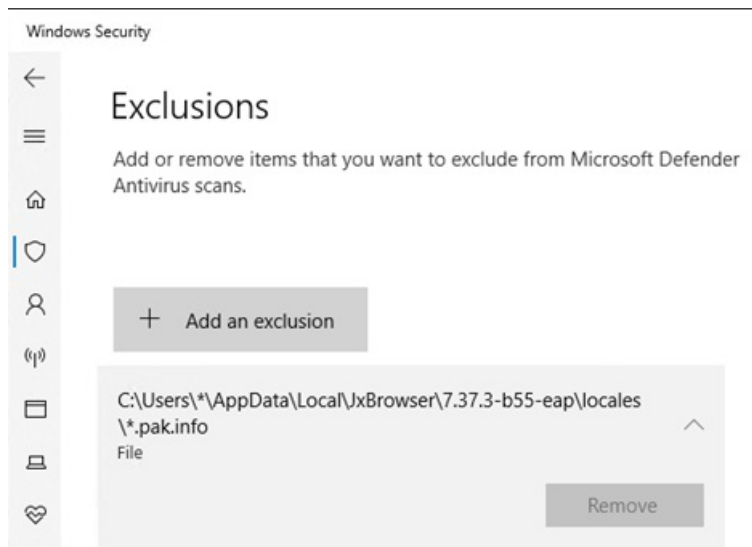 Windows Security
Exclusions
Add or remove items that you want to exclude from Microsoft Defender
Antivirus scans.
+ Add an exclusion
C:\Users\*\AppData\Local\JxBrowser\7.37.3-b55-eap\locales
\*.pak.info
File
Remove